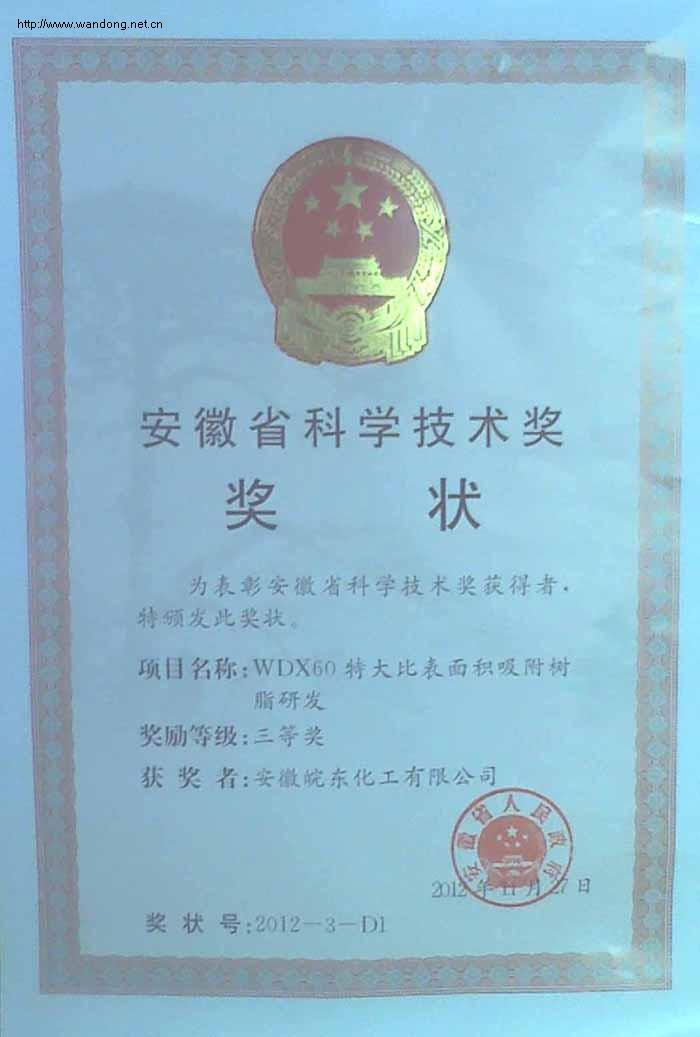 http://www.wandong.net.cn
安徽省科学技术奖
奖 状
为表彰安徽省科学技术奖获得者,
特颁发此奖状。
项目名称:WDX60 特大比表面积吸附树
脂研发
奖励等级:三等奖
获 奖 者:安徽皖东化工有限公司
安徽省人民政府
2012年11月27日
奖 状 号:2012-3-D1